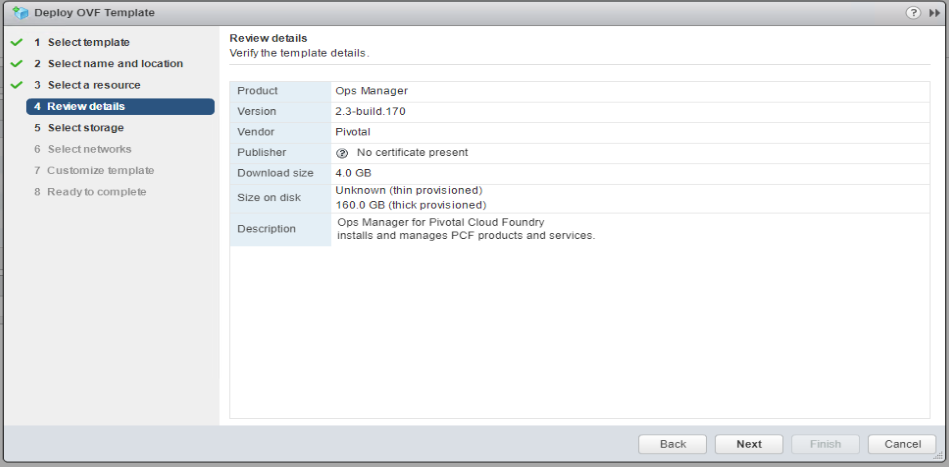 Deploy OVF Template
1 Select template
2 Select name and location
3 Select a resource
4 Review details
5 Select storage
6 Select networks
7 Customize template
8 Ready to complete
Review details
Verify the template details.
Product Ops Manager
Version 2.3-build.170
Vendor Pivotal
Publisher No certificate present
Download size 4.0 GB
Size on disk Unknown (thin provisioned)
160.0 GB (thick provisioned)
Description Ops Manager for Pivotal Cloud Foundry
installs and manages PCF products and services.
Back Next Finish Cancel